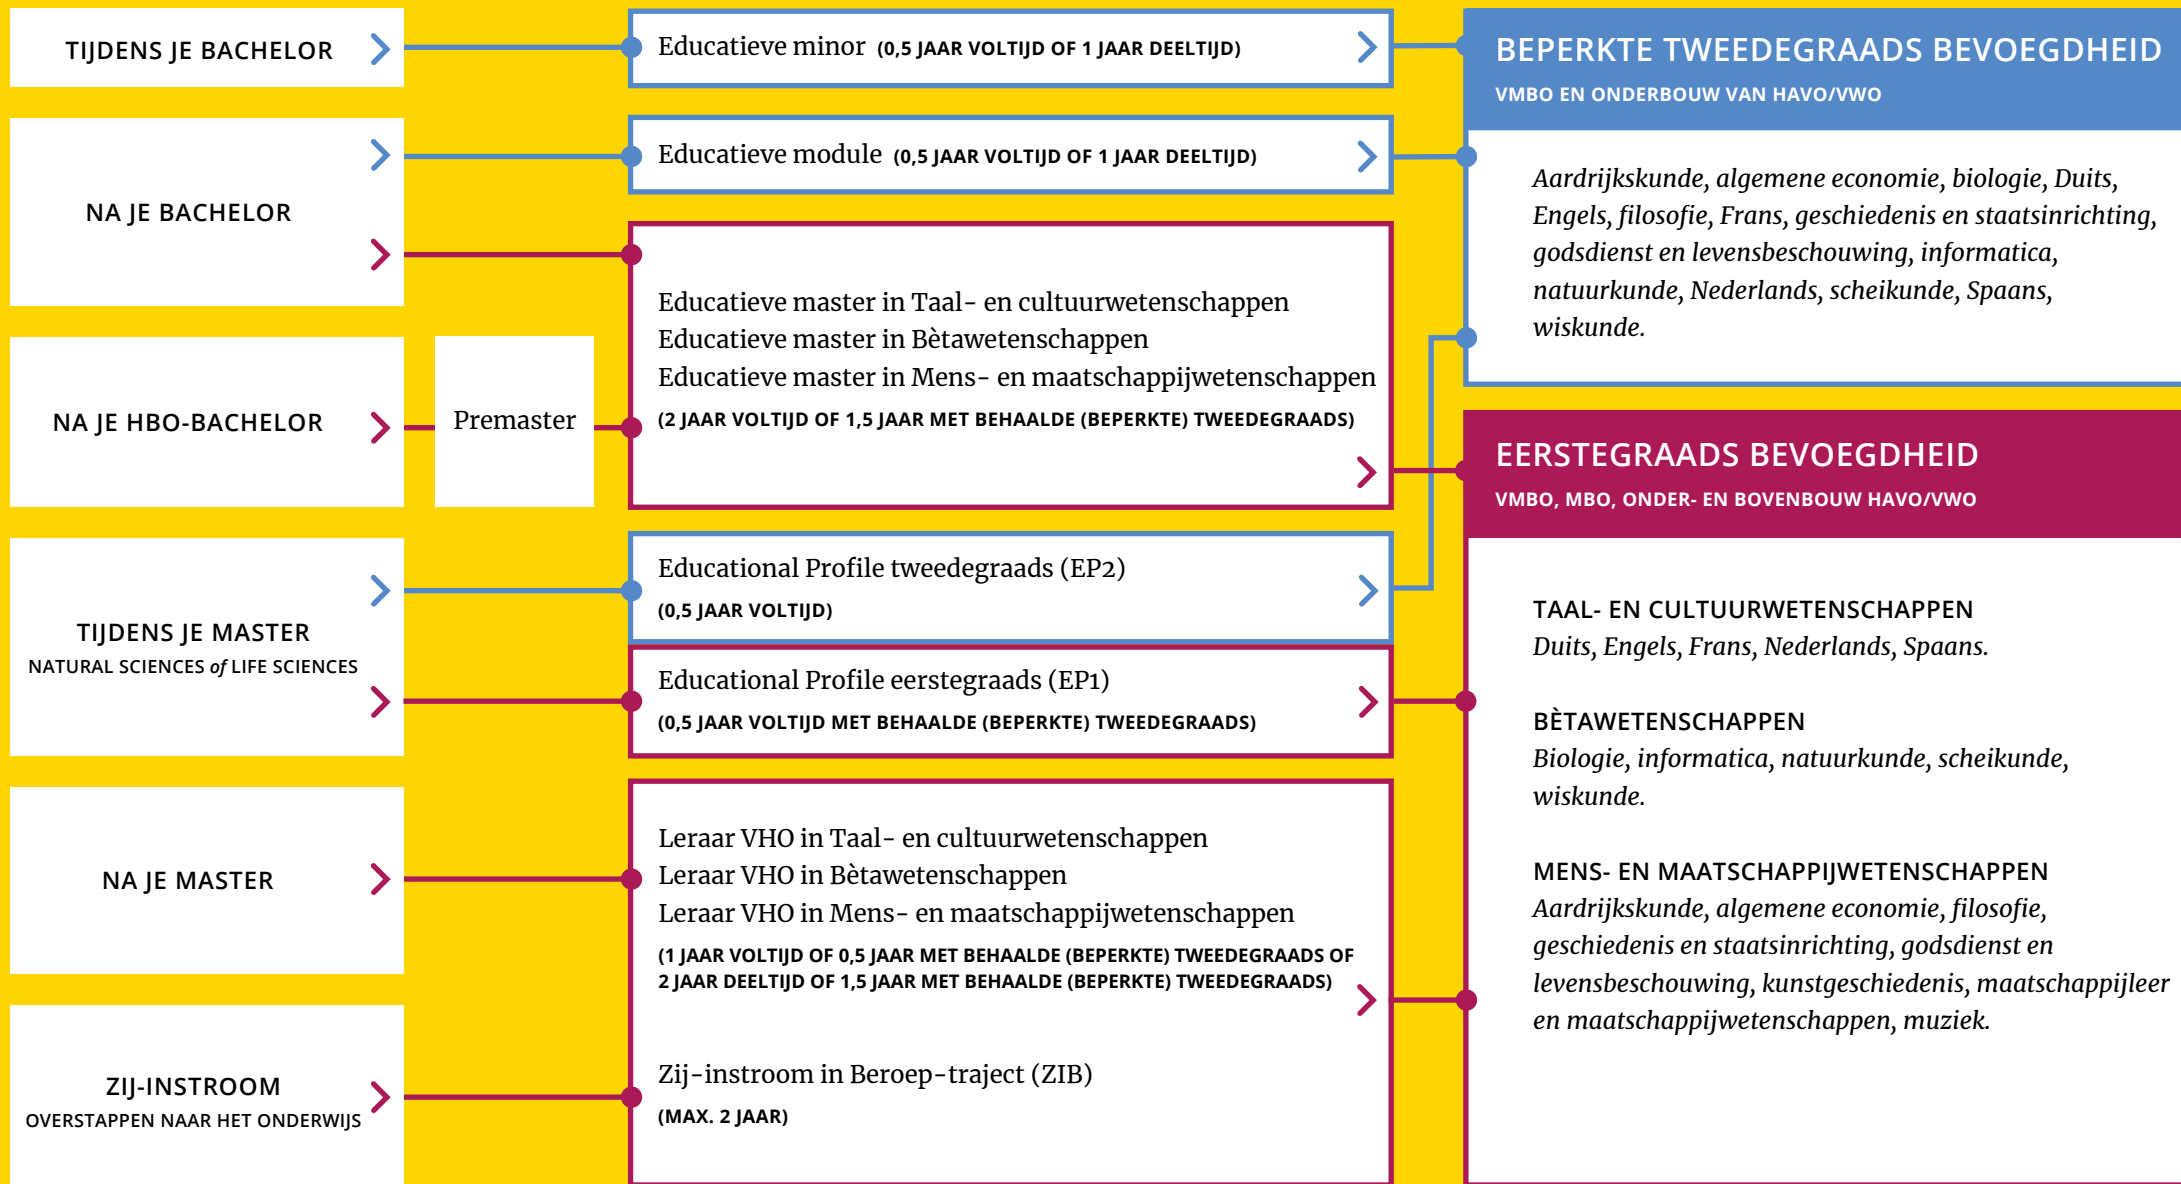 TIJDENS JE BACHELOR
NA JE BACHELOR
NA JE HBO-BACHELOR
Premaster
TIJDENS JE MASTER
NATURAL SCIENCES of LIFE SCIENCES
NA JE MASTER
ZIJ-INSTROOM
OVERSTAPPEN NAAR HET ONDERWIJS
Educatieve minor (0,5 JAAR VOLTIJD OF 1 JAAR DEELTIJD)
Educatieve module (0,5 JAAR VOLTIJD OF 1 JAAR DEELTIJD)
Educatieve master in Taal- en cultuurwetenschappen
Educatieve master in Bètawetenschappen
Educatieve master in Mens- en maatschappijwetenschappen
(2 JAAR VOLTIJD OF 1,5 JAAR MET BEHAALDE (BEPERKTE) TWEEDEGRAADS)
Educational Profile tweedegraads (EP2)
(0,5 JAAR VOLTIJD)
Educational Profile eerstegraads (EP1)
(0,5 JAAR VOLTIJD MET BEHAALDE (BEPERKTE) TWEEDEGRAADS)
Leraar VHO in Taal- en cultuurwetenschappen
Leraar VHO in Bètawetenschappen
Leraar VHO in Mens- en maatschappijwetenschappen
(1 JAAR VOLTIJD OF 0,5 JAAR MET BEHAALDE (BEPERKTE) TWEEDEGRAADS OF
2 JAAR DEELTIJD OF 1,5 JAAR MET BEHAALDE (BEPERKTE) TWEEDEGRAADS)
Zij-instroom in Beroep-traject (ZIB)
(MAX. 2 JAAR)
BEPERKTE TWEEDEGRAADS BEVOEGDHEID
VMBO EN ONDERBOUW VAN HAVO/VWO
Aardrijkskunde, algemene economie, biologie, Duits,
Engels, filosofie, Frans, geschiedenis en staatsinrichting,
godsdienst en levensbeschouwing, informatica,
natuurkunde, Nederlands, scheikunde, Spaans,
wiskunde.
EERSTEGRAADS BEVOEGDHEID
VMBO, MBO, ONDER- EN BOVENBOUW HAVO/VWO
TAAL- EN CULTUURWETENSCHAPPEN
Duits, Engels, Frans, Nederlands, Spaans.
BÈTAWETENSCHAPPEN
Biologie, informatica, natuurkunde, scheikunde,
wiskunde.
MENS- EN MAATSCHAPPIJWETENSCHAPPEN
Aardrijkskunde, algemene economie, filosofie,
geschiedenis en staatsinrichting, godsdienst en
levensbeschouwing, kunstgeschiedenis, maatschappijleer
en maatschappijwetenschappen, muziek.